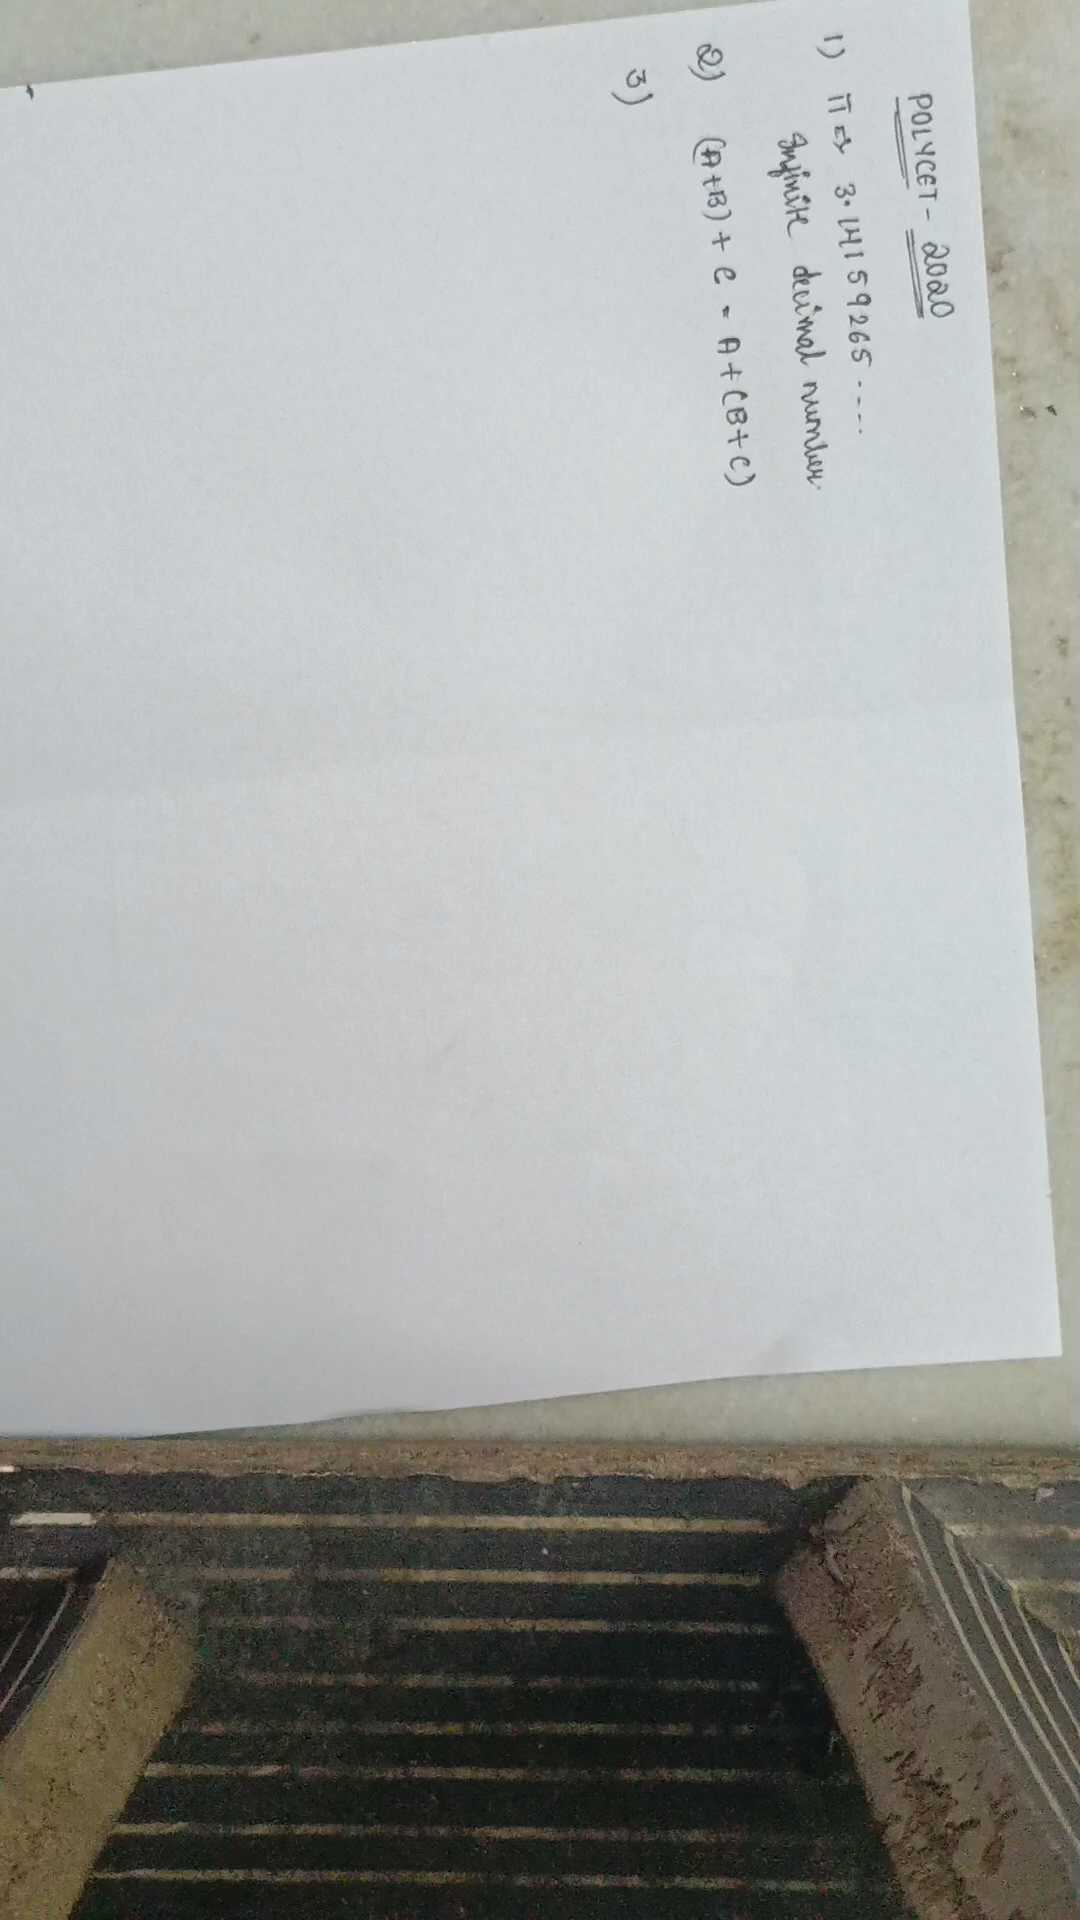 POLYCET - 2020
1) π => 3.14159265....
Infinite decimal number.
2) (A+B) + C = A + (B+C)
3)